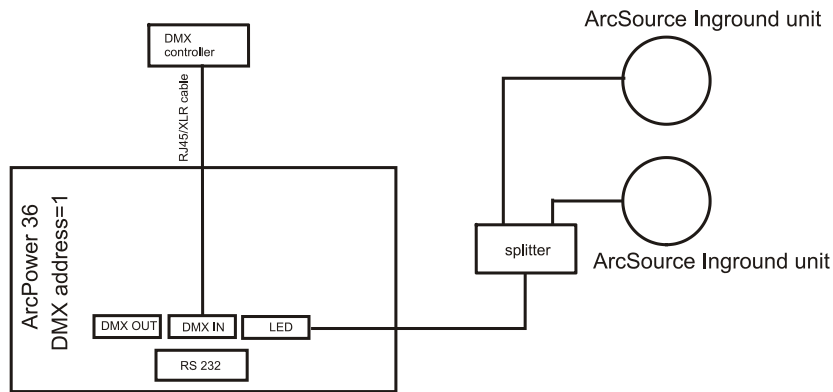 ArcSource Inground unit
DMX
controller
RJ45/XLR cable
ArcPower 36
DMX address=1
splitter
ArcSource Inground unit
DMX OUT
DMX IN
LED
RS 232